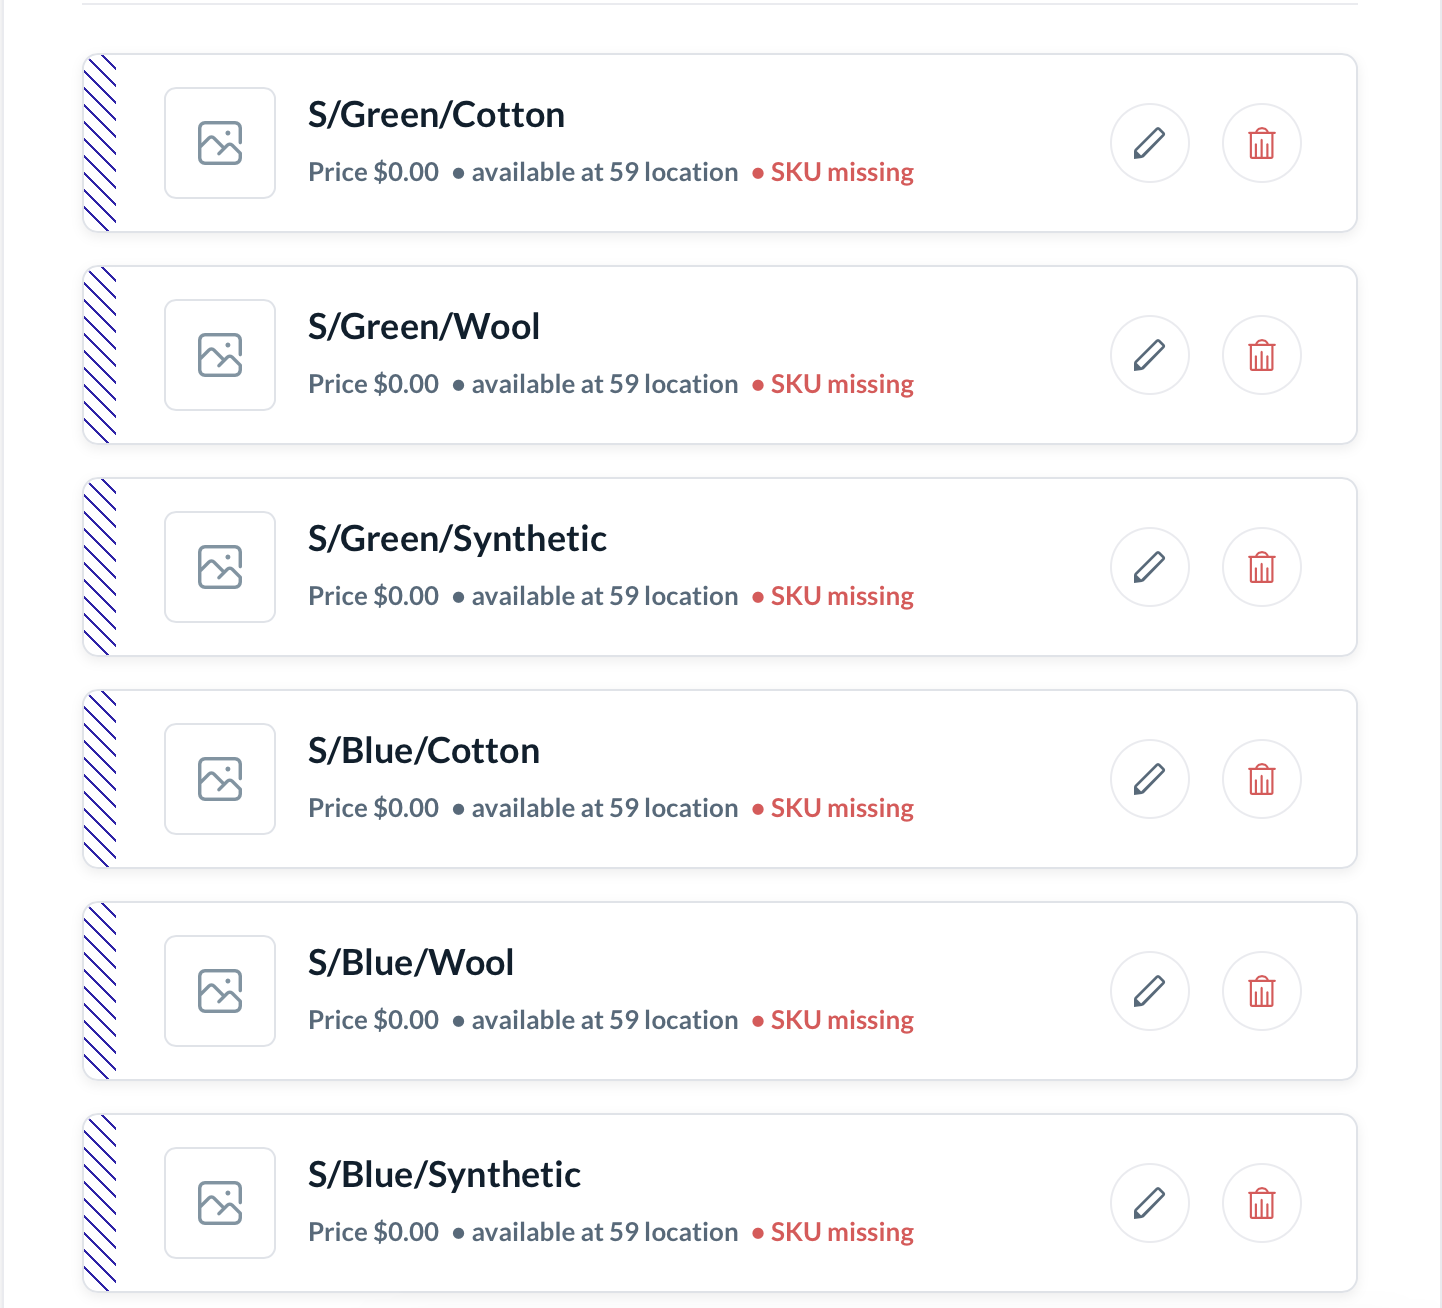 S/Green/Cotton
Price $0.00 ● available at 59 location ● SKU missing
S/Green/Wool
Price $0.00 ● available at 59 location ● SKU missing
S/Green/Synthetic
Price $0.00 ● available at 59 location ● SKU missing
S/Blue/Cotton
Price $0.00 ● available at 59 location ● SKU missing
S/Blue/Wool
Price $0.00 ● available at 59 location ● SKU missing
S/Blue/Synthetic
Price $0.00 ● available at 59 location ● SKU missing